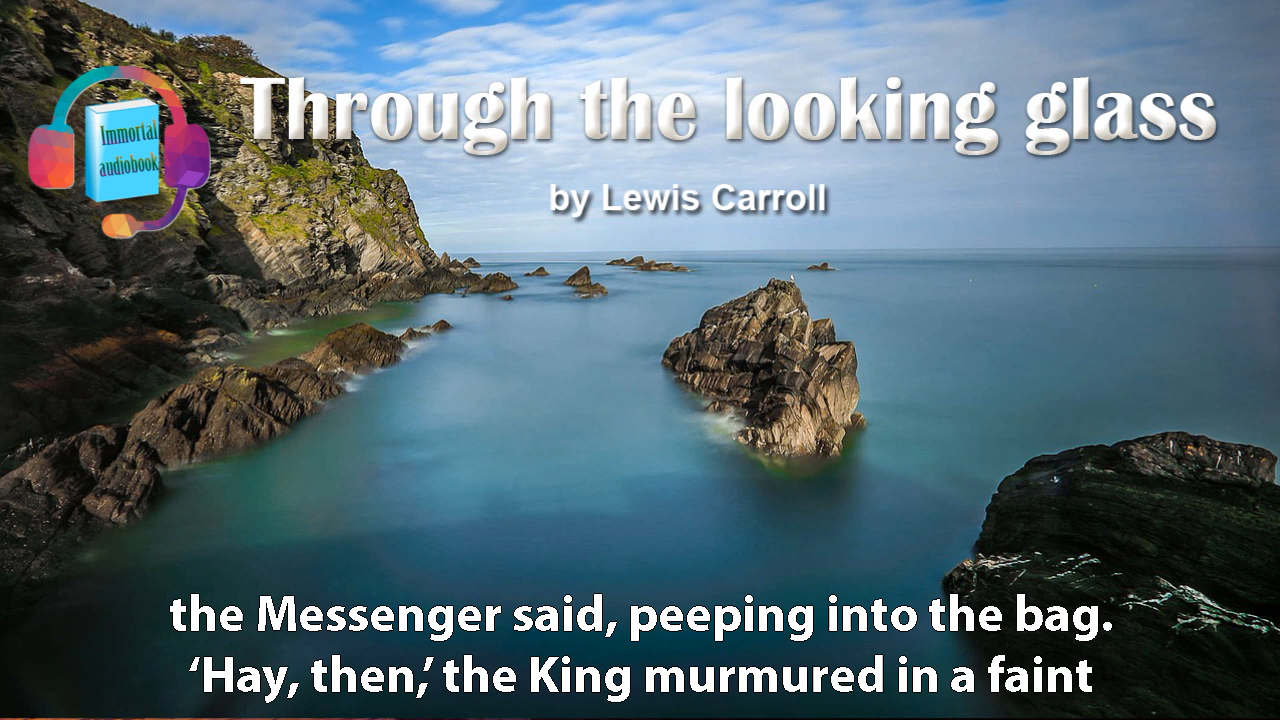 Through the looking glass
Immortal
audiobook
by Lewis Carroll
the Messenger said, peeping into the bag.
‘Hay, then,’ the King murmured in a faint